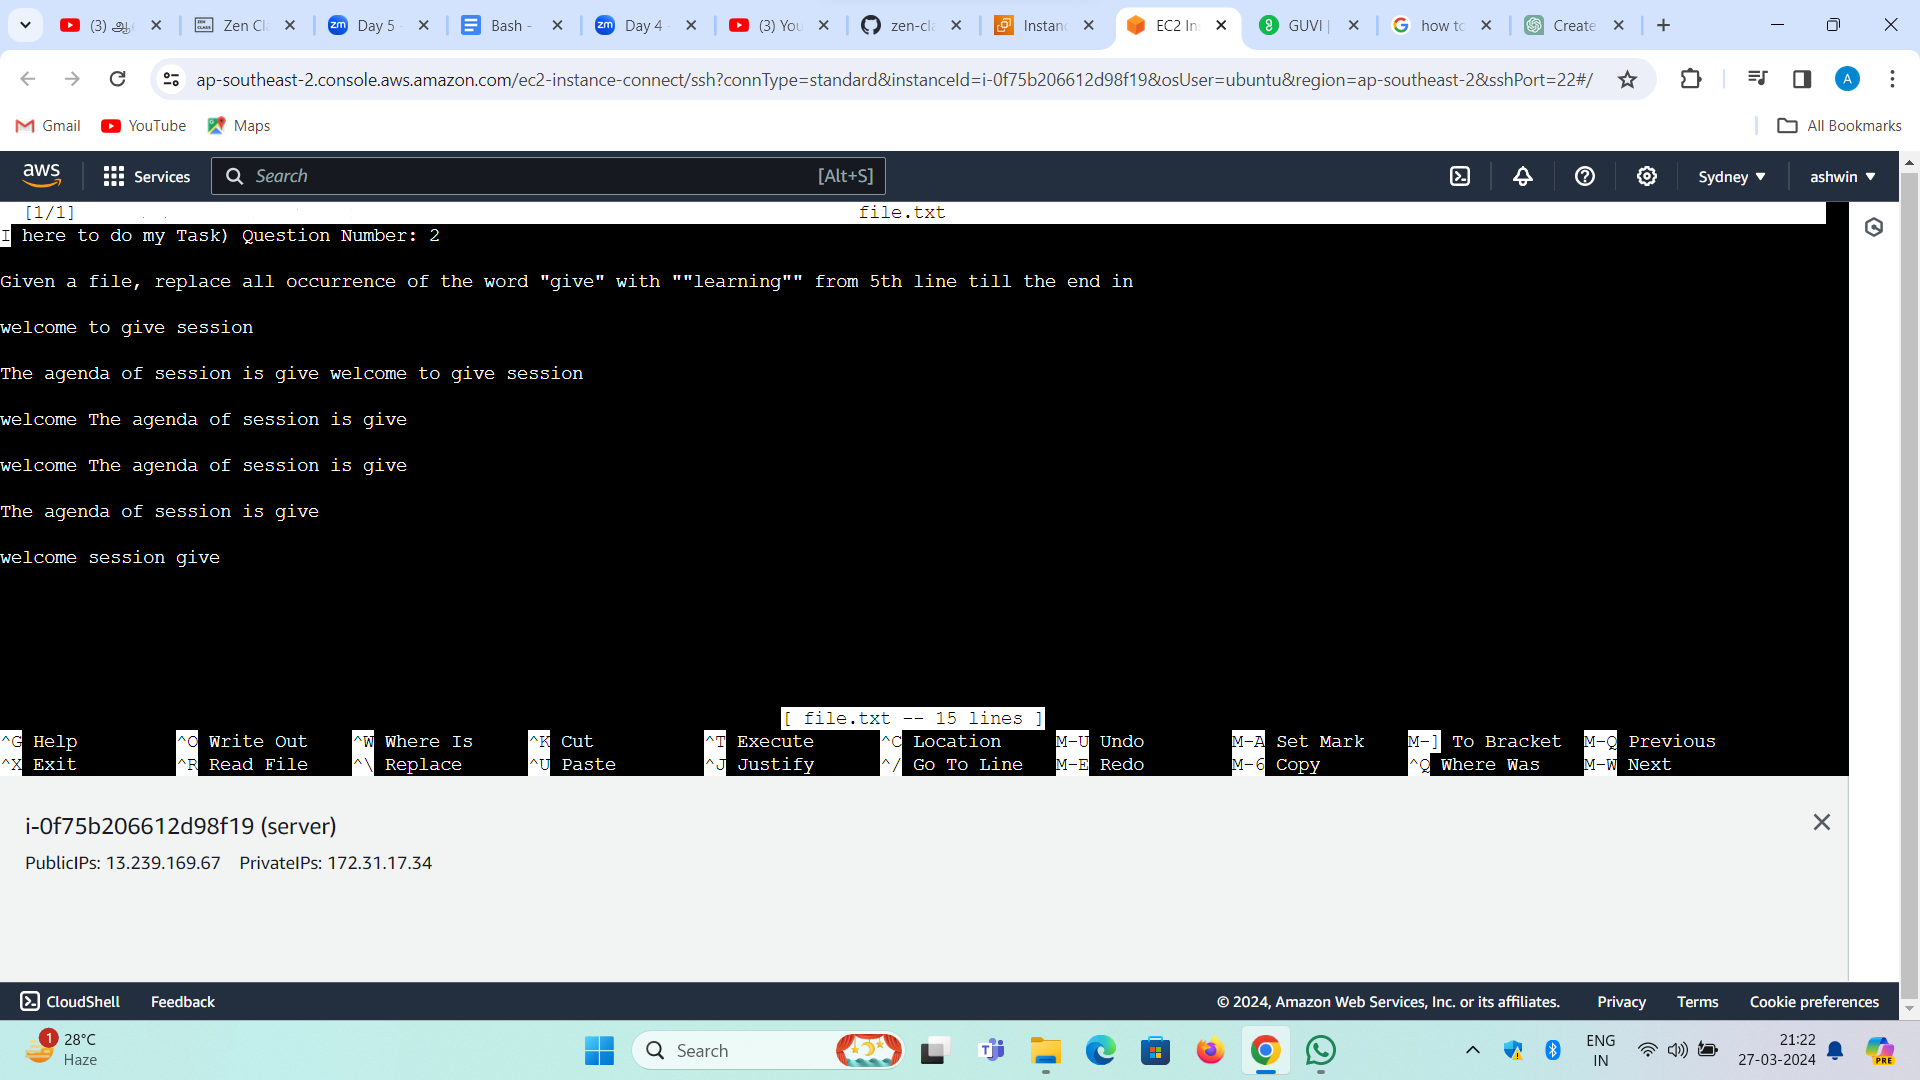 (3) ஆ
Zen Cl
Day 5
Bash -
Day 4
(3) You
zen-cla
Instanc
EC2 In
GUVI |
how to
Create
ap-southeast-2.console.aws.amazon.com/ec2-instance-connect/ssh?connType=standard&instanceId=i-0f75b206612d98f19&osUser=ubuntu&region=ap-southeast-2&sshPort=22#/
A
Gmail
YouTube
Maps
All Bookmarks
aws
Services
Search
[Alt+S]
Sydney
ashwin
[1/1] file.txt
I here to do my Task) Question Number: 2
Given a file, replace all occurrence of the word "give" with ""learning"" from 5th line till the end in
welcome to give session
The agenda of session is give welcome to give session
welcome The agenda of session is give
welcome The agenda of session is give
The agenda of session is give
welcome session give
[ file.txt -- 15 lines ]
^G Help ^O Write Out ^W Where Is ^K Cut ^T Execute ^C Location M-U Undo M-A Set Mark M-] To Bracket M-Q Previous
^X Exit ^R Read File ^\ Replace ^U Paste ^J Justify ^/ Go To Line M-E Redo M-6 Copy ^Q Where Was M-W Next
i-0f75b206612d98f19 (server)
PublicIPs: 13.239.169.67 PrivateIPs: 172.31.17.34
CloudShell
Feedback
© 2024, Amazon Web Services, Inc. or its affiliates.
Privacy
Terms
Cookie preferences
1
28°C
Haze
Search
ENG
IN
21:22
27-03-2024
PRE